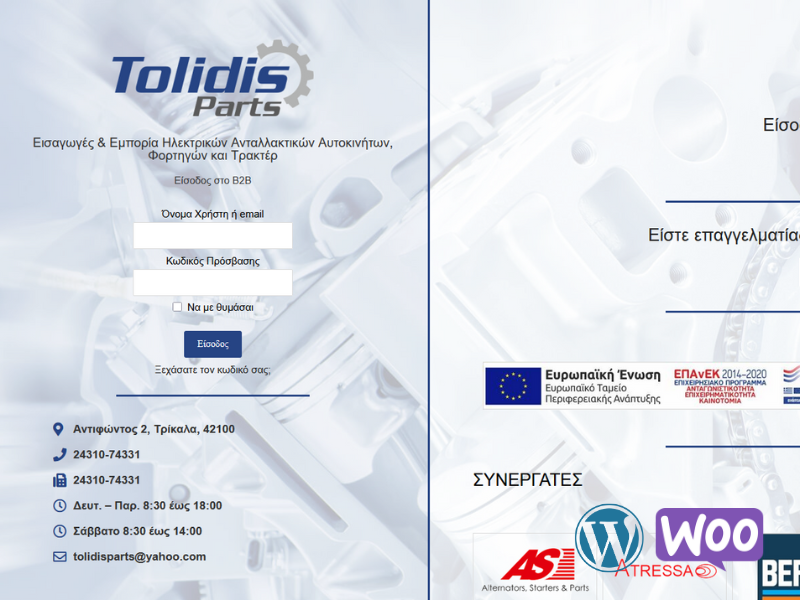 Tolidis
Parts
Εισαγωγές & Εμπορία Ηλεκτρικών Ανταλλακτικών Αυτοκινήτων,
Φορτηγών και Τρακτέρ
Είσοδος στο B2B
Όνομα Χρήστη ή email
Κωδικός Πρόσβασης
Να με θυμάσαι
Είσοδος
Ξεχάσατε τον κωδικό σας;
Αντιφώντος 2, Τρίκαλα, 42100
24310-74331
24310-74331
Δευτ. – Παρ. 8:30 έως 18:00
Σάββατο 8:30 έως 14:00
tolidisparts@yahoo.com
Είστε
Ευρωπαϊκή Ένωση
Ευρωπαϊκό Ταμείο
Περιφερειακής Ανάπτυξης
ΕΠΑνΕΚ 2014–2020
ΕΠΙΧΕΙΡΗΣΙΑΚΟ ΠΡΟΓΡΑΜΜΑ
ΑΝΤΑΓΩΝΙΣΤΙΚΟΤΗΤΑ
ΕΠΙΧΕΙΡΗΜΑΤΙΚΟΤΗΤΑ
ΚΑΙΝΟΤΟΜΙΑ
ΣΥΝΕΡΓΑΤΕΣ
W
WOO
AS
Alternators, Starters & Parts
ATRESSA